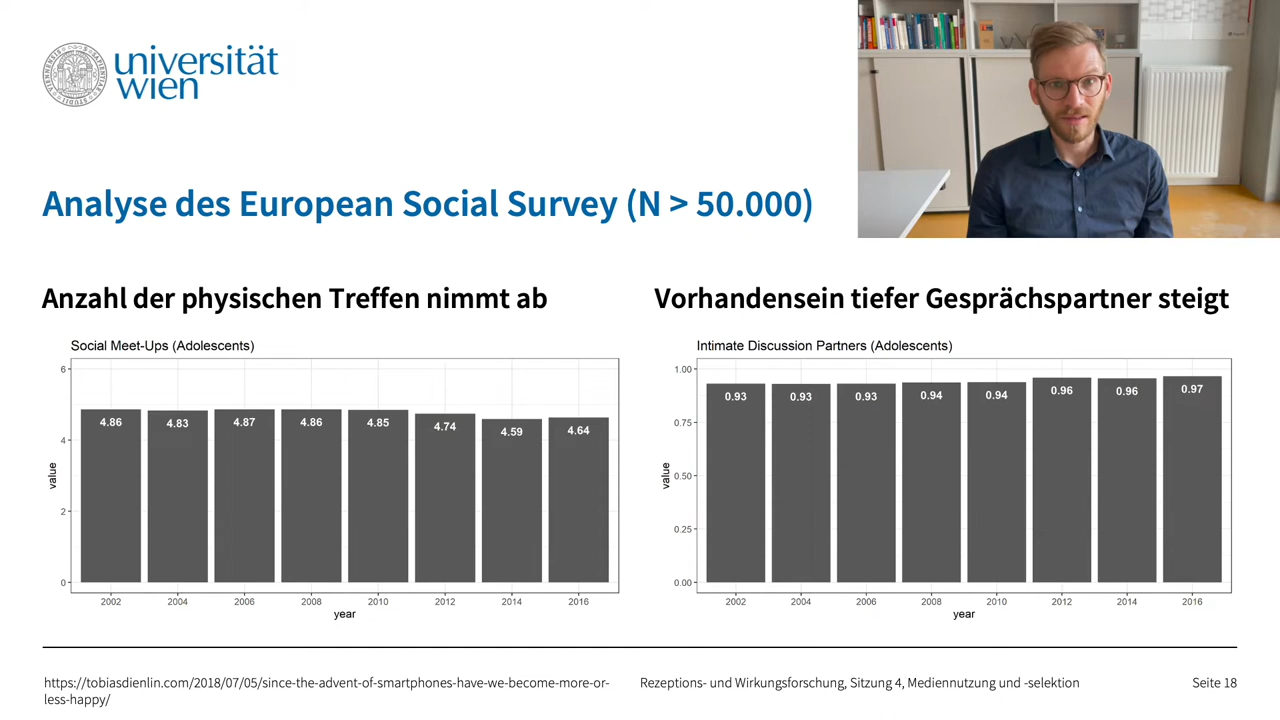 universität
wien
Analyse des European Social Survey (N > 50.000)
Anzahl der physischen Treffen nimmt ab
Social Meet-Ups (Adolescents)
6
4
2
0
value
4.86 4.83 4.87 4.86 4.85 4.74 4.59 4.64
2002 2004 2006 2008 2010 2012 2014 2016
year
Vorhandensein tiefer Gesprächspartner steigt
Intimate Discussion Partners (Adolescents)
1.00
0.75
0.50
0.25
0.00
value
0.93 0.93 0.93 0.94 0.94 0.96 0.96 0.97
2002 2004 2006 2008 2010 2012 2014 2016
year
https://tobiasdienlin.com/2018/07/05/since-the-advent-of-smartphones-have-we-become-more-or-
less-happy/
Rezeptions- und Wirkungsforschung, Sitzung 4, Mediennutzung und -selektion
Seite 18